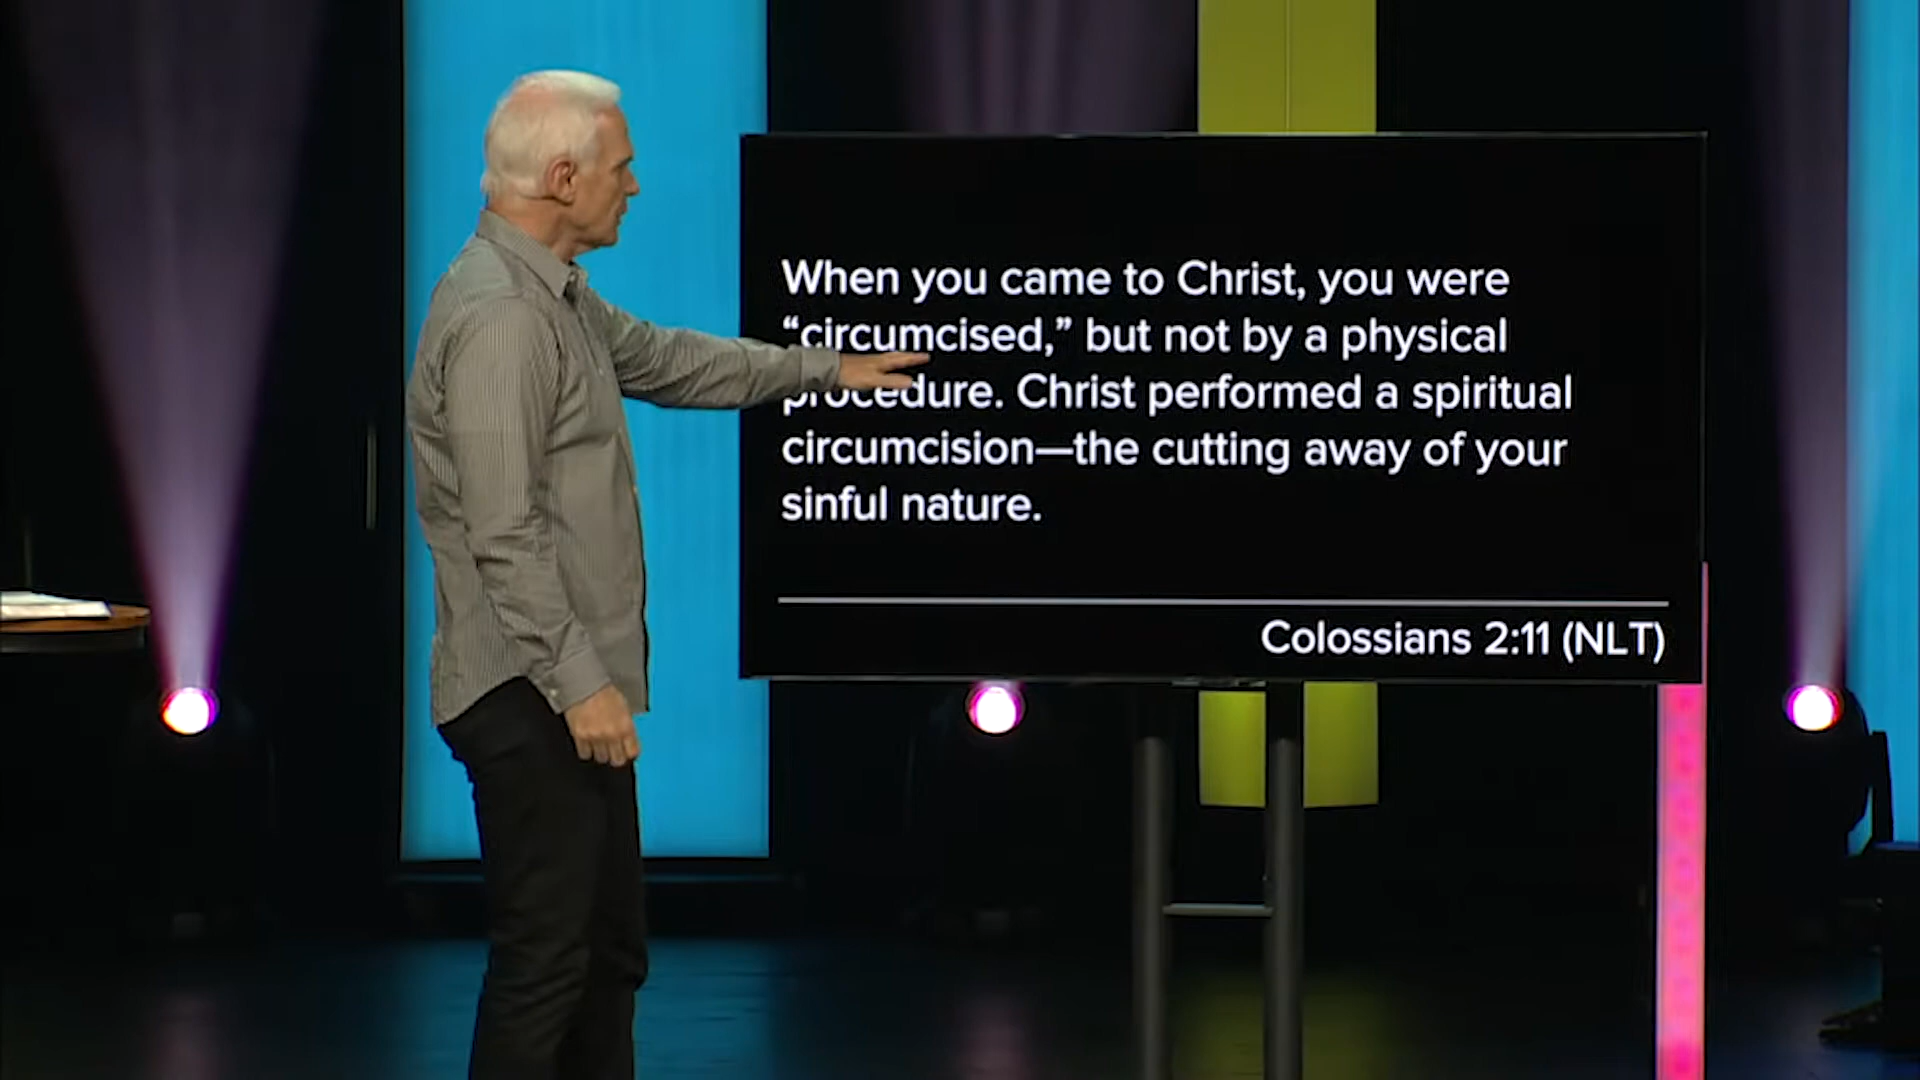 When you came to Christ, you were
“circumcised,” but not by a physical
procedure. Christ performed a spiritual
circumcision—the cutting away of your
sinful nature.
Colossians 2:11 (NLT)